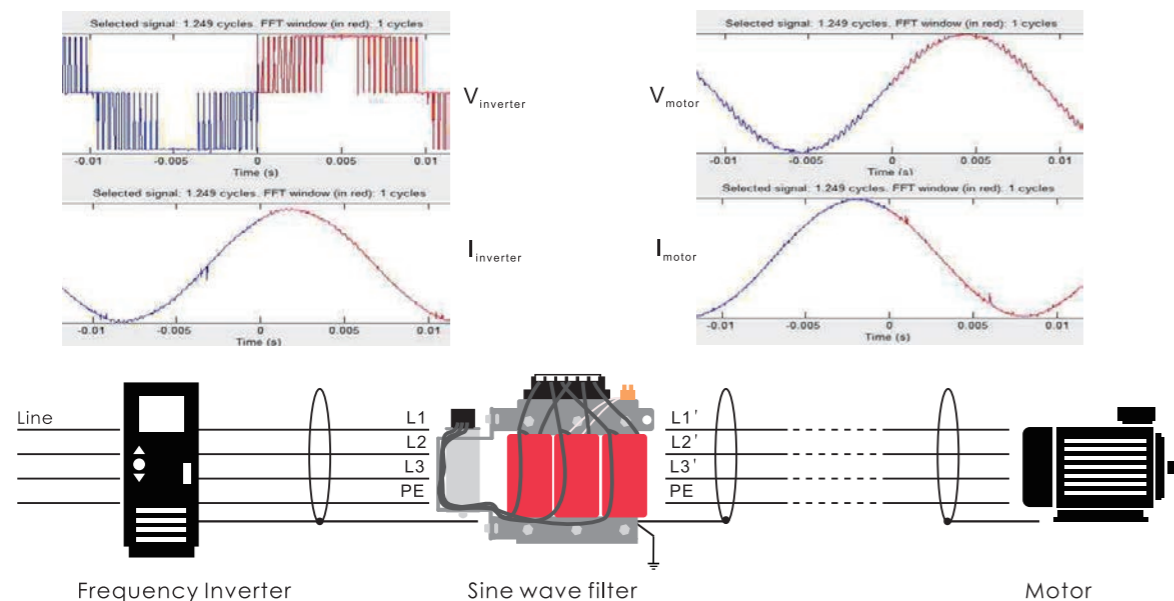 Selected signal: 1.249 cycles. FFT window (in red): 1 cycles
-0.01 -0.005 0 0.005 0.01
Time (s)
V inverter
Selected signal: 1.249 cycles. FFT window (in red): 1 cycles
-0.01 -0.005 0 0.005 0.01
Time (s)
V motor
Selected signal: 1.249 cycles. FFT window (in red): 1 cycles
-0.01 -0.005 0 0.005 0.01
Time (s)
I inverter
Selected signal: 1.249 cycles. FFT window (in red): 1 cycles
-0.01 -0.005 0 0.005 0.01
Time (s)
I motor
Line
L1
L2
L3
PE
L1'
L2'
L3'
PE
Frequency Inverter
Sine wave filter
Motor